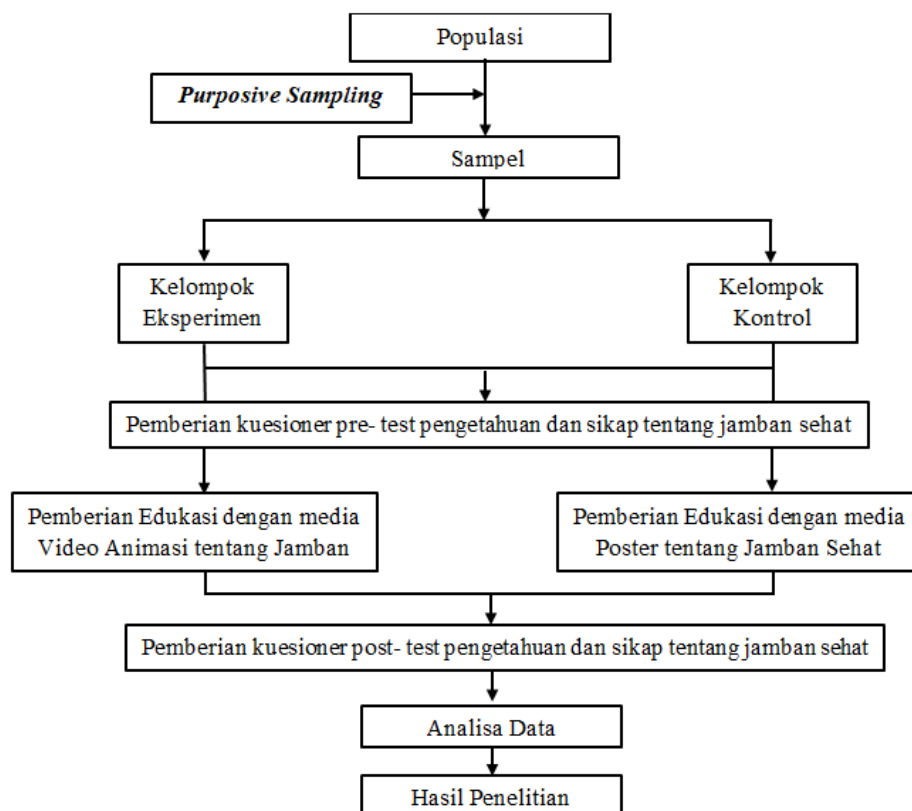 Populasi
Purposive Sampling
Sampel
Kelompok
Eksperimen
Kelompok
Kontrol
Pemberian kuesioner pre- test pengetahuan dan sikap tentang jamban sehat
Pemberian Edukasi dengan media
Video Animasi tentang Jamban
Pemberian Edukasi dengan media
Poster tentang Jamban Sehat
Pemberian kuesioner post- test pengetahuan dan sikap tentang jamban sehat
Analisa Data
Hasil Penelitian